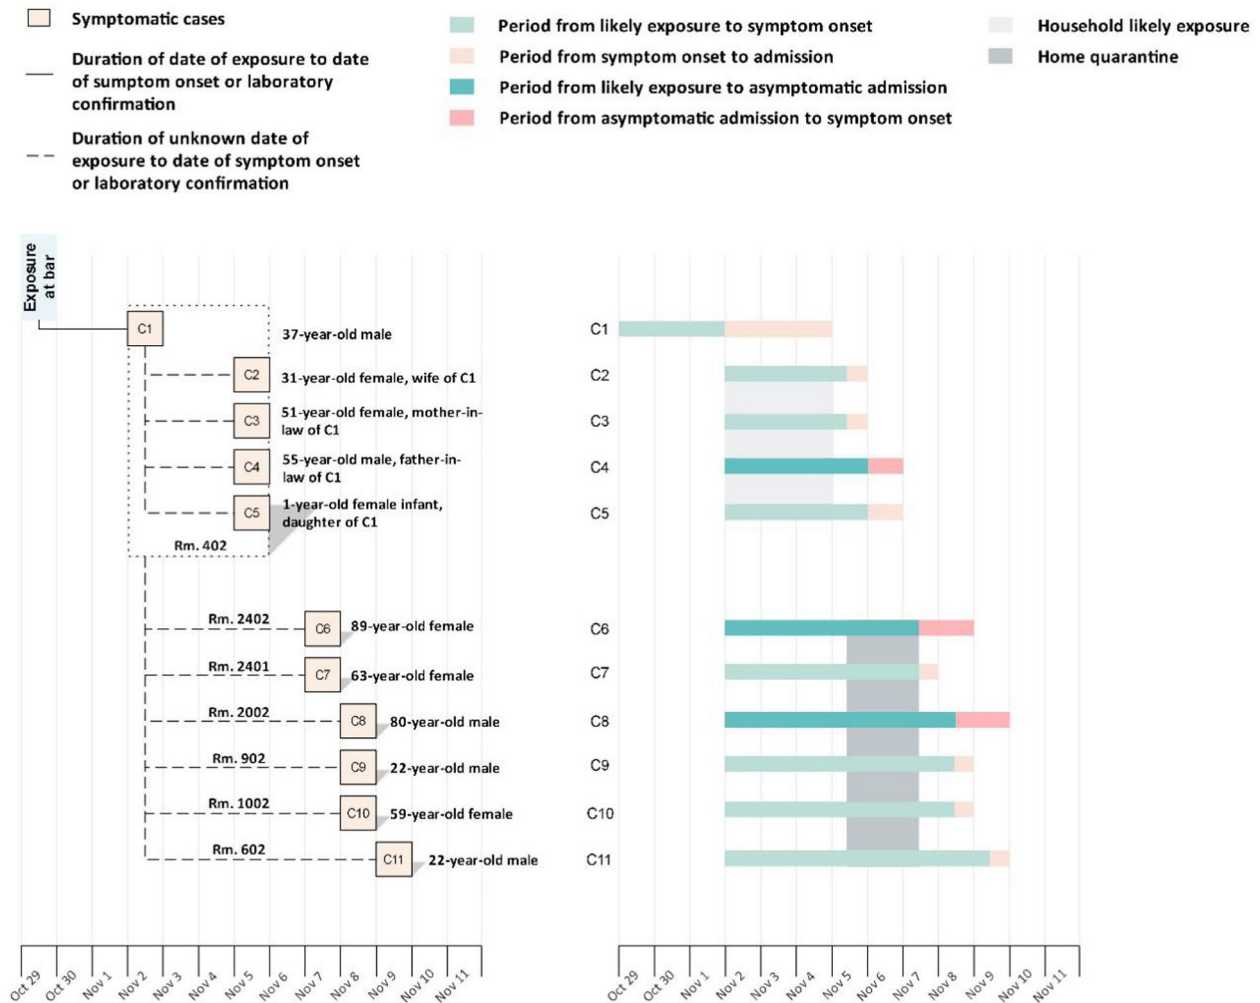 Symptomatic cases
Duration of date of exposure to date
of sumptom onset or laboratory
confirmation
Duration of unknown date of
exposure to date of symptom onset
or laboratory confirmation
Period from likely exposure to symptom onset
Period from symptom onset to admission
Period from likely exposure to asymptomatic admission
Period from asymptomatic admission to symptom onset
Household likely exposure
Home quarantine
Exposure
at bar
C1
37-year-old male
C2
31-year-old female, wife of C1
C3
51-year-old female, mother-in-
law of C1
C4
55-year-old male, father-in-
law of C1
C5
1-year-old female infant,
daughter of C1
Rm. 402
Rm. 2402
C6
89-year-old female
Rm. 2401
C7
63-year-old female
Rm. 2002
C8
80-year-old male
Rm. 902
C9
22-year-old male
Rm. 1002
C10
59-year-old female
Rm. 602
C11
22-year-old male
Oct 29
Oct 30
Nov 1
Nov 2
Nov 3
Nov 4
Nov 5
Nov 6
Nov 7
Nov 8
Nov 9
Nov 10
Nov 11
C1
C2
C3
C4
C5
C6
C7
C8
C9
C10
C11
Oct 29
Oct 30
Nov 1
Nov 2
Nov 3
Nov 4
Nov 5
Nov 6
Nov 7
Nov 8
Nov 9
Nov 10
Nov 11